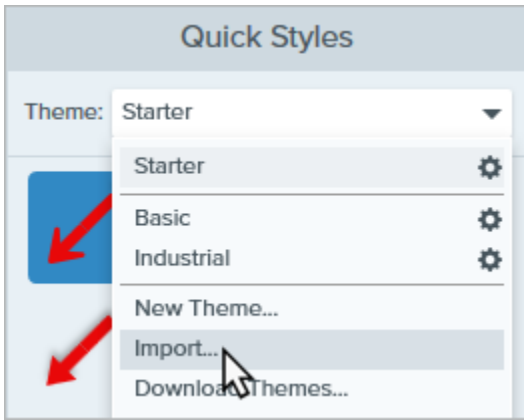 Quick Styles
Theme: Starter
Starter
Basic
Industrial
New Theme...
Import...
Download Themes...